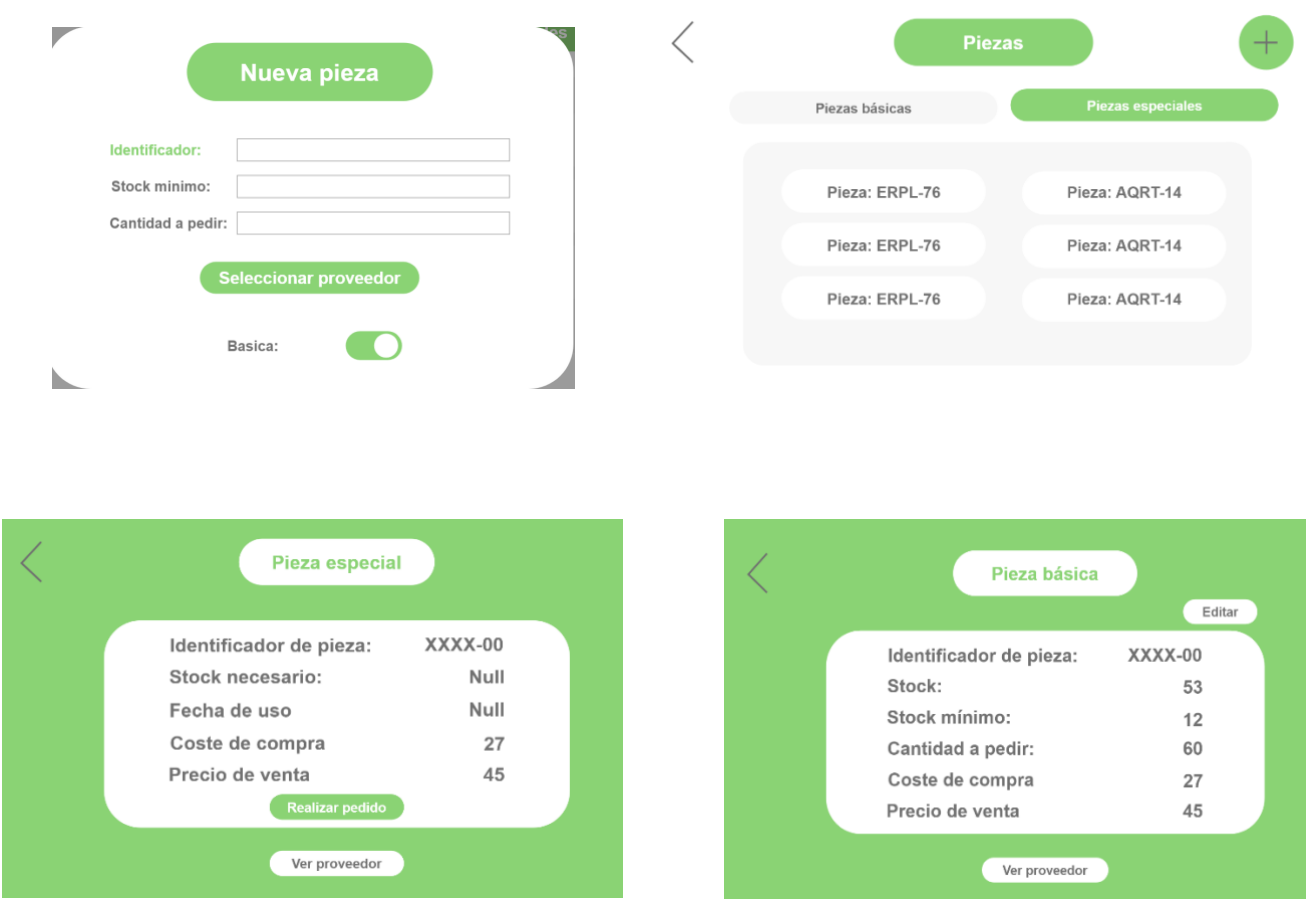 Nueva pieza
Identificador:
Stock minimo:
Cantidad a pedir:
Seleccionar proveedor
Basica:
Piezas
Piezas básicas Piezas especiales
Pieza: ERPL-76 Pieza: AQRT-14
Pieza: ERPL-76 Pieza: AQRT-14
Pieza: ERPL-76 Pieza: AQRT-14
Pieza especial
Identificador de pieza: XXXX-00
Stock necesario: Null
Fecha de uso Null
Coste de compra 27
Precio de venta 45
Realizar pedido
Ver proveedor
Pieza básica
Editar
Identificador de pieza: XXXX-00
Stock: 53
Stock mínimo: 12
Cantidad a pedir: 60
Coste de compra 27
Precio de venta 45
Ver proveedor